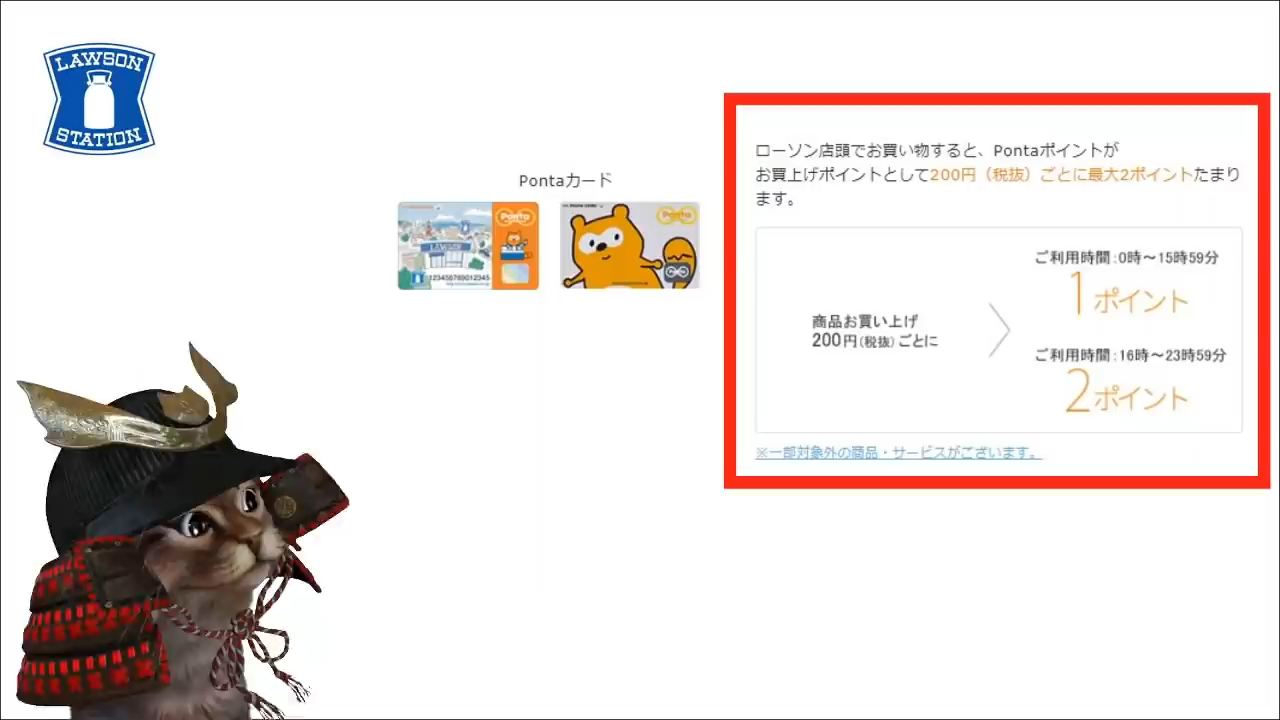 LAWSON
STATION
Pontaカード
Ponta
LAWSON
Ponta
ローソン店頭でお買い物すると、Pontaポイントが
お買上げポイントとして200円（税抜）ごとに最大2ポイントたまり
ます。
商品お買い上げ
200円(税抜)ごとに
ご利用時間:0時～15時59分
1ポイント
ご利用時間:16時～23時59分
2ポイント
※一部対象外の商品・サービスがございます。